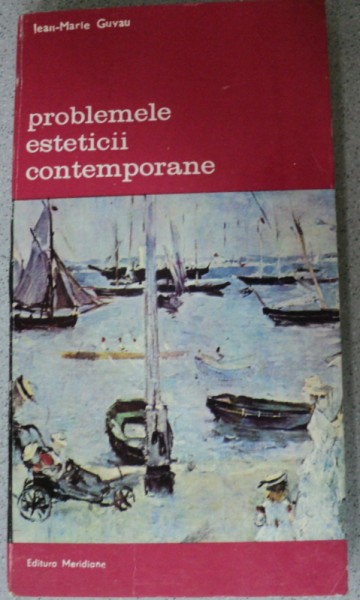 Jean-Marie Guyau
problemele
esteticii
contemporane
Editura Meridiane